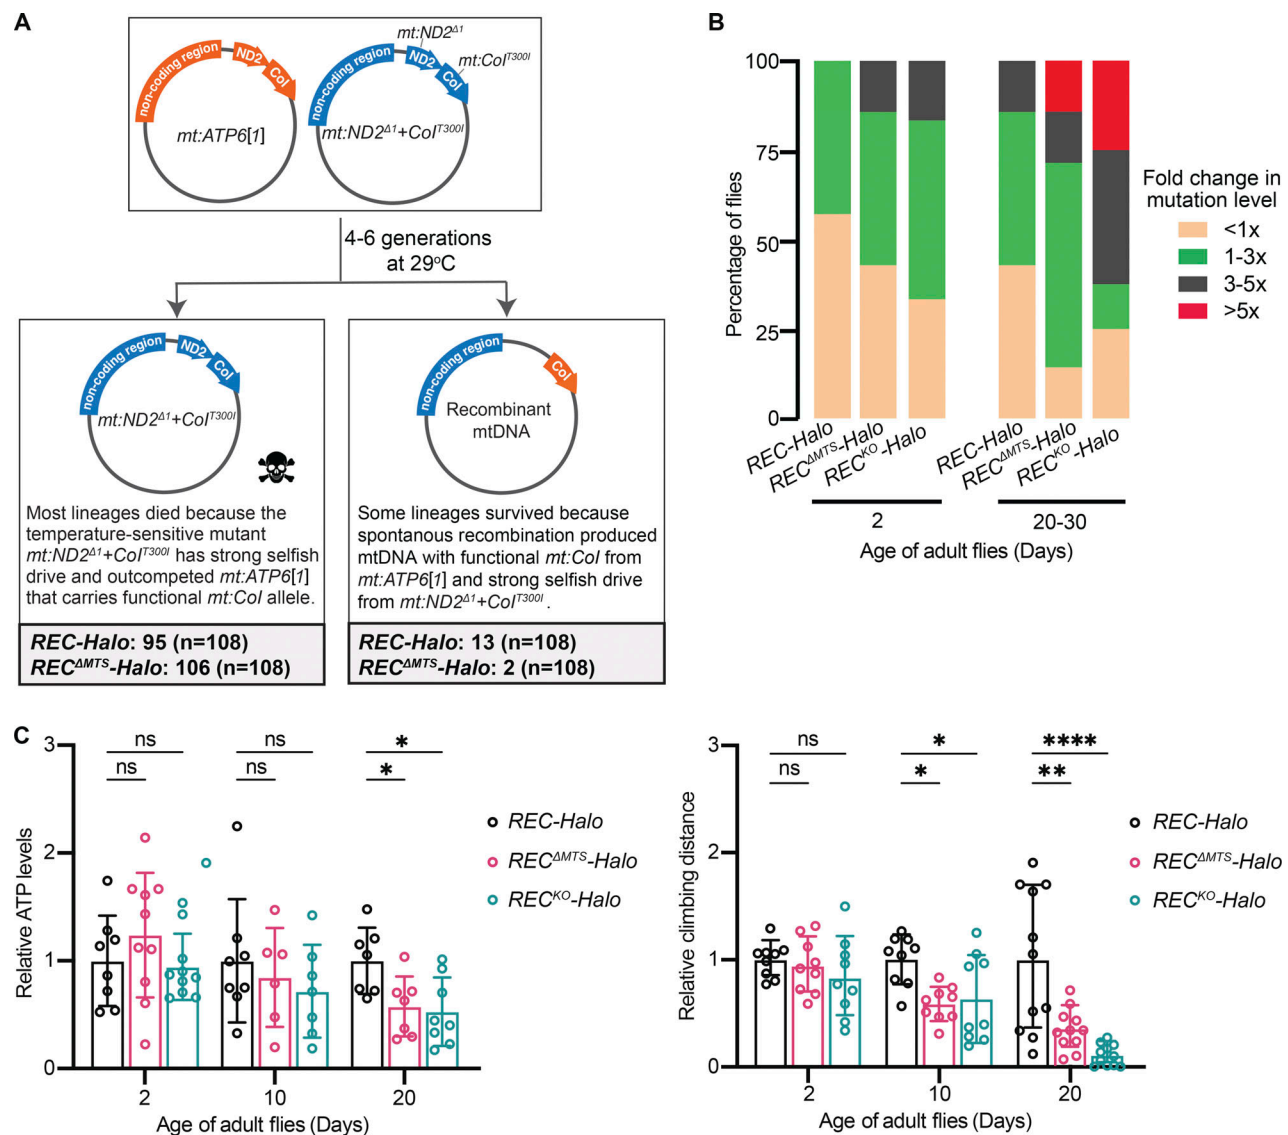 A
non-coding region
ND2
CoI
mt:ATP6[1]
non-coding region
ND2
CoI
mt:ND2Δ1
mt:CoIT300I
mt:ND2Δ1+CoIT300I
4-6 generations
at 29oC
non-coding region
ND2
CoI
mt:ND2Δ1+CoIT300I
Most lineages died because the
temperature-sensitive mutant
mt:ND2Δ1+CoIT300I has strong selfish
drive and outcompeted mt:ATP6[1]
that carries functional mt:CoI allele.
REC-Halo: 95 (n=108)
RECΔMTS-Halo: 106 (n=108)
non-coding region
CoI
Recombinant
mtDNA
Some lineages survived because
spontaneous recombination produced
mtDNA with functional mt:CoI from
mt:ATP6[1] and strong selfish drive
from mt:ND2Δ1+CoIT300I .
REC-Halo: 13 (n=108)
RECΔMTS-Halo: 2 (n=108)
B
Percentage of flies
100
75
50
25
0
REC-Halo
RECΔMTS-Halo
RECKO-Halo
REC-Halo
RECΔMTS-Halo
RECKO-Halo
2
20-30
Age of adult flies (Days)
Fold change in
mutation level
<1x
1-3x
3-5x
>5x
C
Relative ATP levels
3
2
1
0
ns
ns
ns
ns
*
*
2
10
20
Age of adult flies (Days)
REC-Halo
RECΔMTS-Halo
RECKO-Halo
Relative climbing distance
3
2
1
0
ns
ns
*
*
****
**
2
10
20
Age of adult flies (Days)
REC-Halo
RECΔMTS-Halo
RECKO-Halo